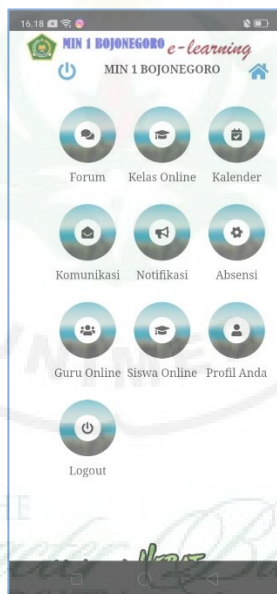 16.18
MIN 1 BOJONEGORO e-learning
MIN 1 BOJONEGORO
Forum Kelas Online Kalender
Komunikasi Notifikasi Absensi
Guru Online Siswa Online Profil Anda
Logout